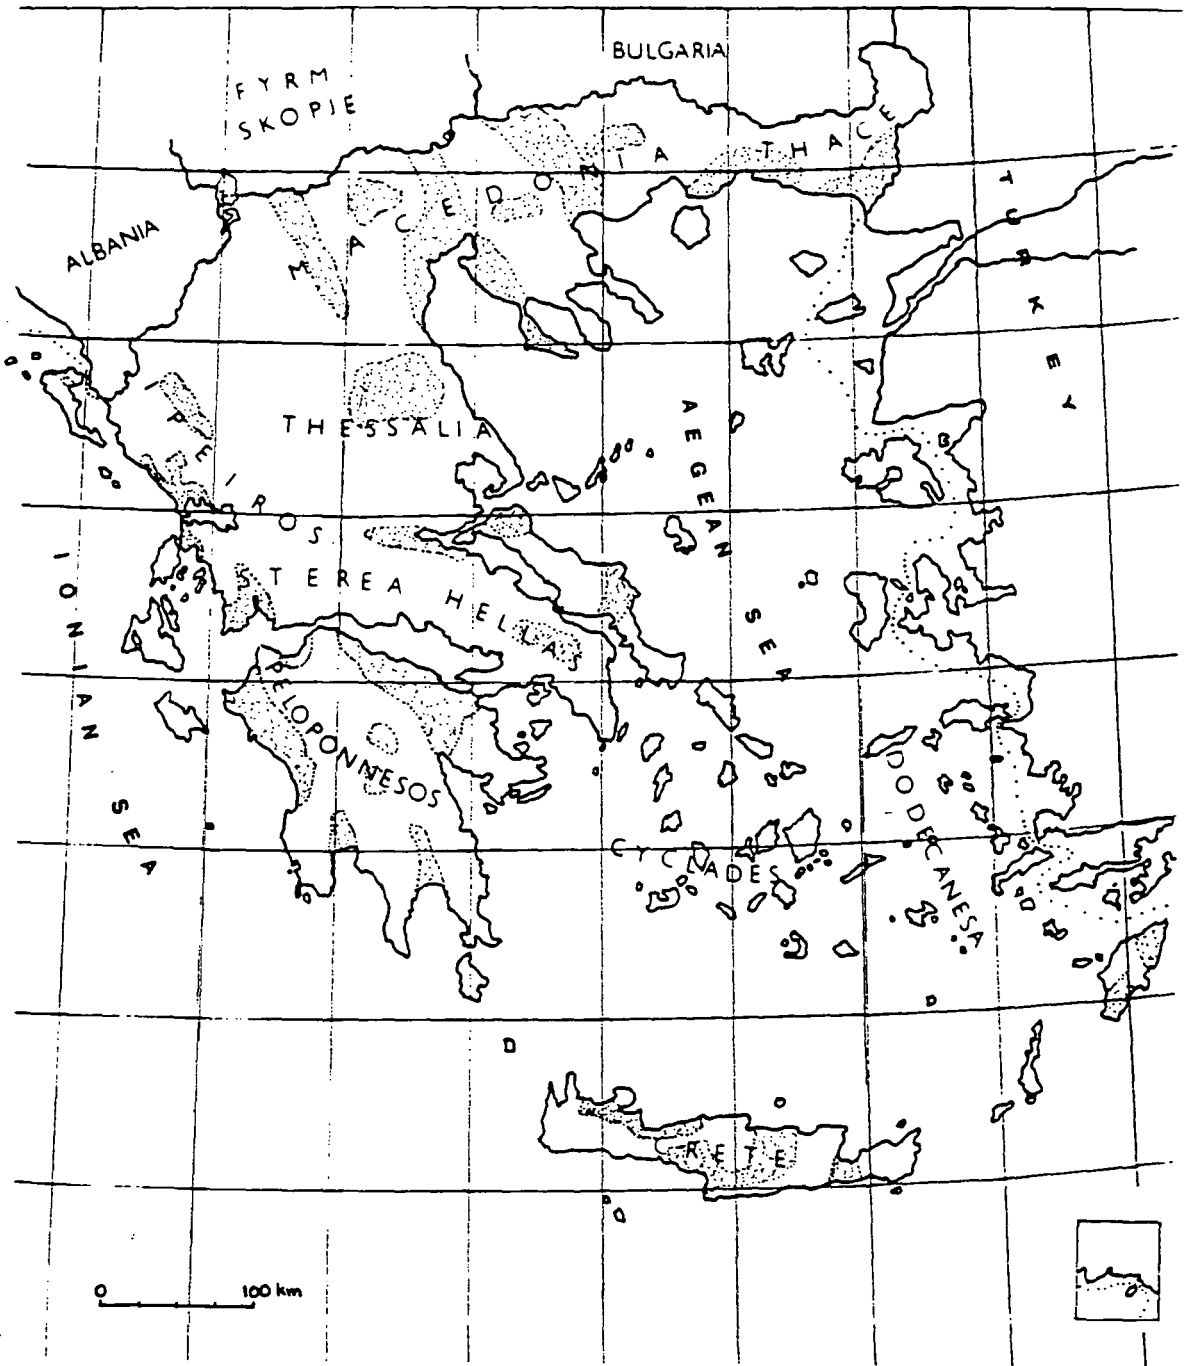 BULGARIA
FYRM
SKOPJE
THACE
MACEDONIA
ALBANIA
TURKEY
IPEIROS
THESSALIA
AEGEAN SEA
STEREA HELLAS
IONIAN SEA
PELOPONNESOS
CYCLADES
DODECANESA
CRETE
0 100 km